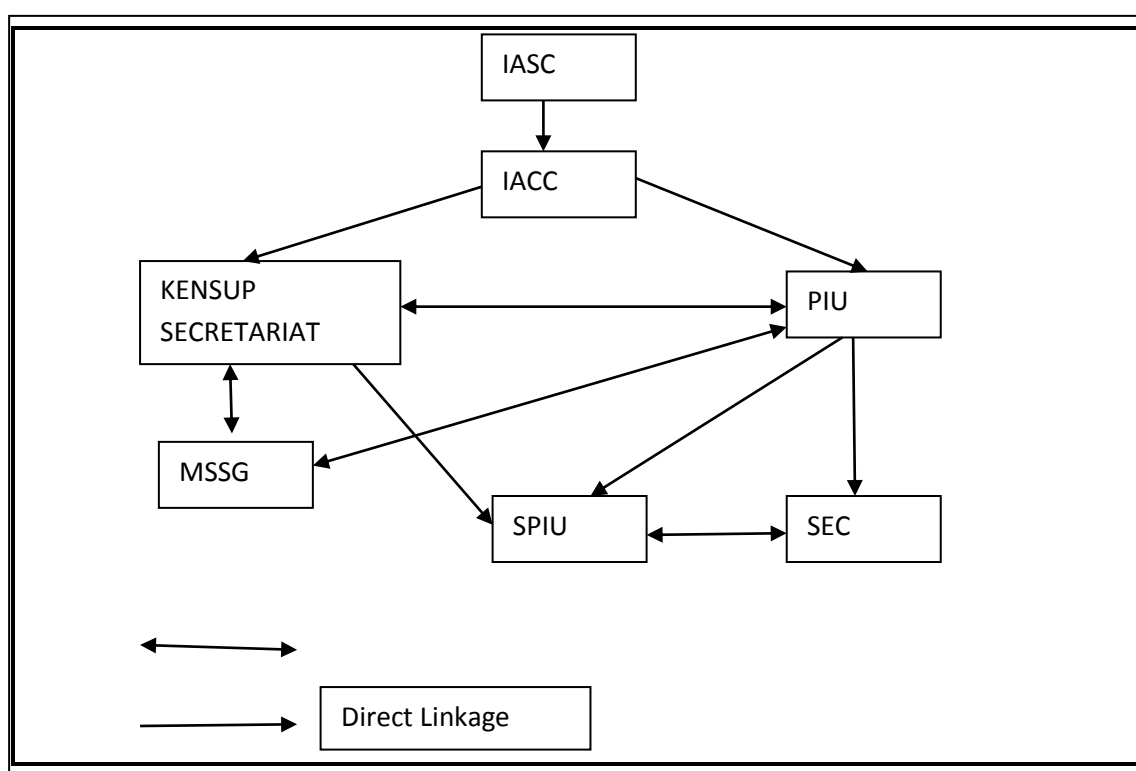 IASC
IACC
KENSUP
SECRETARIAT
PIU
MSSG
SPIU
SEC
Direct Linkage